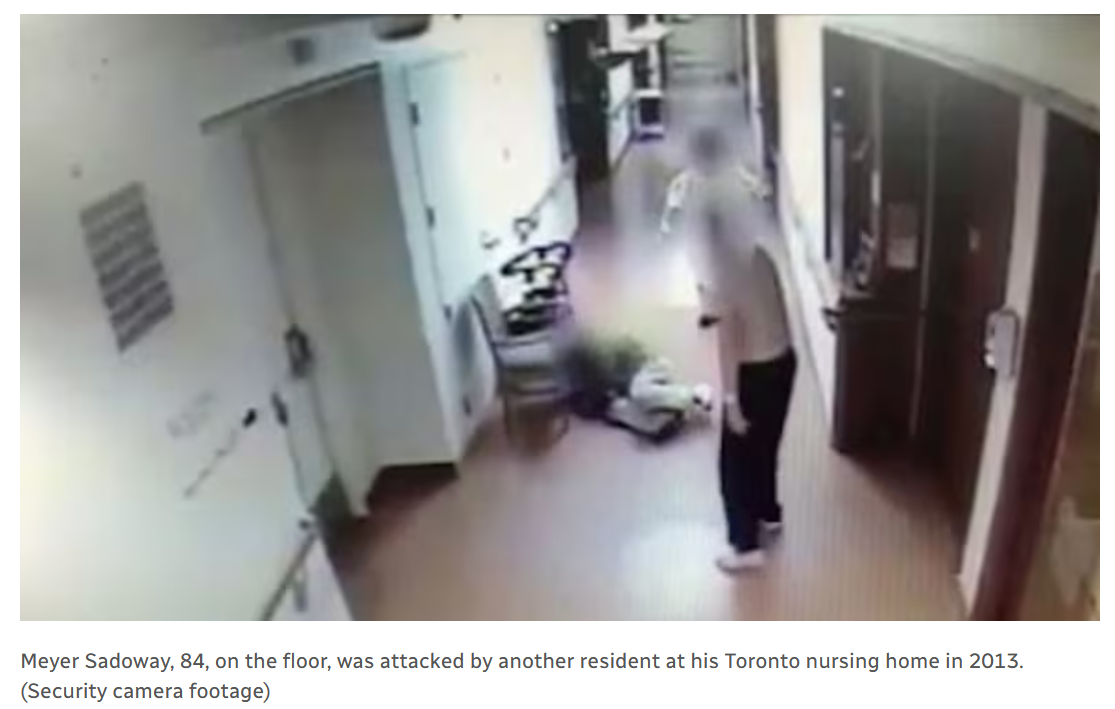 Meyer Sadoway, 84, on the floor, was attacked by another resident at his Toronto nursing home in 2013.
(Security camera footage)